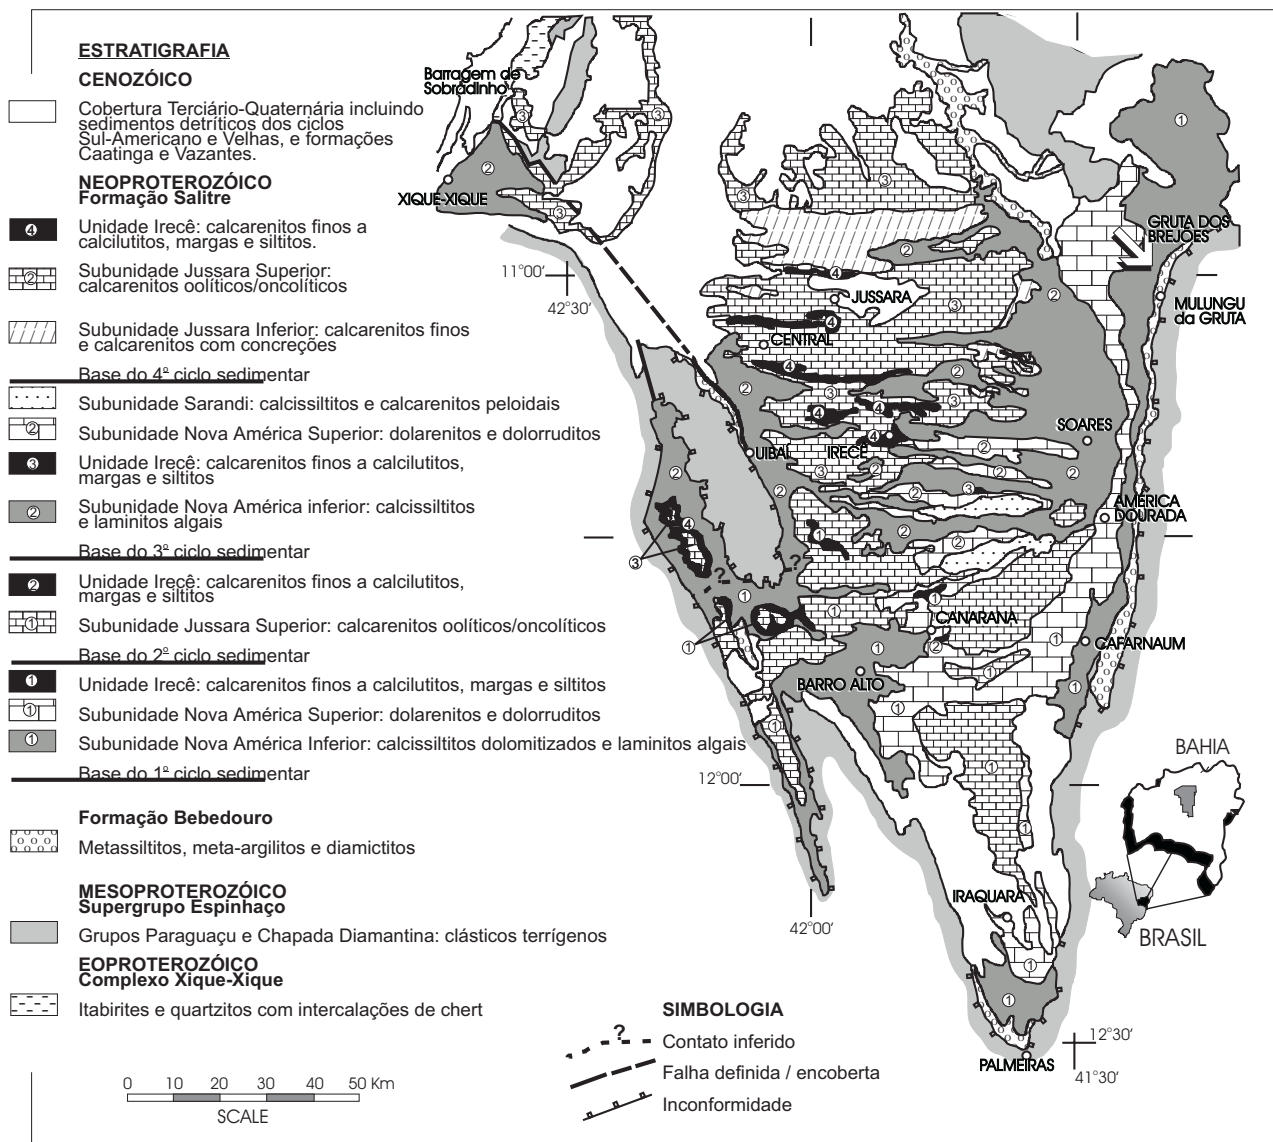 ESTRATIGRAFIA
CENOZÓICO
Cobertura Terciário-Quaternária incluindo
sedimentos detríticos dos ciclos
Sul-Americano e Velhas, e formações
Caatinga e Vazantes.
NEOPROTEROZÓICO
Formação Salitre
4
Unidade Irecê: calcarenitos finos a
calcilutitos, margas e siltitos.
2
Subunidade Jussara Superior:
calcarenitos oolíticos/oncolíticos
Subunidade Jussara Inferior: calcarenitos finos
e calcarenitos com concreções
Base do 4º ciclo sedimentar
Subunidade Sarandi: calcissiltitos e calcarenitos peloidais
2
Subunidade Nova América Superior: dolarenitos e dolorruditos
3
Unidade Irecê: calcarenitos finos a calcilutitos,
margas e siltitos
2
Subunidade Nova América inferior: calcissiltitos
e laminitos algais
Base do 3º ciclo sedimentar
2
Unidade Irecê: calcarenitos finos a calcilutitos,
margas e siltitos
1
Subunidade Jussara Superior: calcarenitos oolíticos/oncolíticos
Base do 2º ciclo sedimentar
1
Unidade Irecê: calcarenitos finos a calcilutitos, margas e siltitos
1
Subunidade Nova América Superior: dolarenitos e dolorruditos
1
Subunidade Nova América Inferior: calcissiltitos dolomitizados e laminitos algais
Base do 1º ciclo sedimentar
Formação Bebedouro
Metassiltitos, meta-argilitos e diamictitos
MESOPROTEROZÓICO
Supergrupo Espinhaço
Grupos Paraguaçu e Chapada Diamantina: clásticos terrígenos
EOPROTEROZÓICO
Complexo Xique-Xique
Itabirites e quartzitos com intercalações de chert
0 10 20 30 40 50 Km
SCALE
SIMBOLOGIA
?
Contato inferido
Falha definida / encoberta
Inconformidade
Barragem de
Sobradinho
XIQUE-XIQUE
11°00'
42°30'
GRUTA DOS
BREJÕES
MULUNGU
da GRUTA
JUSSARA
CENTRAL
SOARES
UIBAÍ
IRECÊ
AMÉRICA
DOURADA
CANARANA
CAFARNAUM
BARRO ALTO
12°00'
42°00'
IRAQUARA
PALMEIRAS
12°30'
41°30'
BAHIA
BRASIL